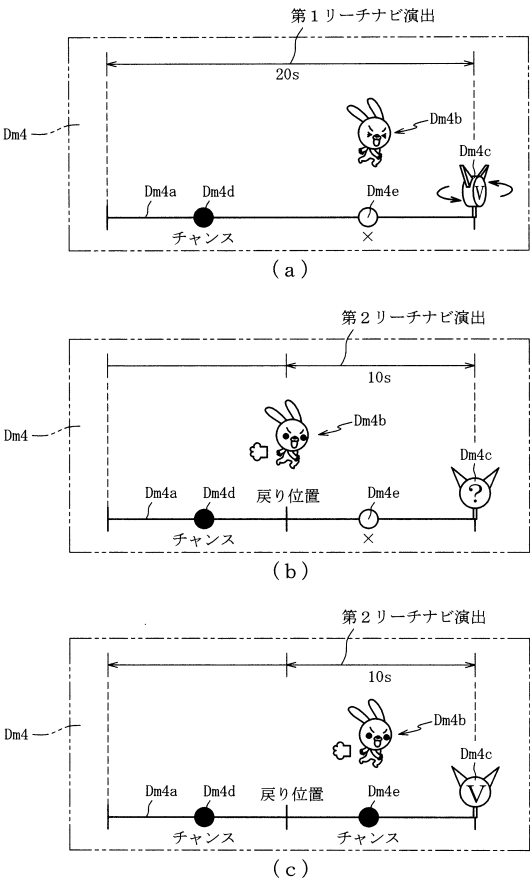 第1リーチナビ演出
20s
Dm4b
Dm4
Dm4c
V
Dm4a Dm4d Dm4e
チャンス ×
(a)
第2リーチナビ演出
10s
Dm4b
Dm4
Dm4c
?
Dm4a Dm4d 戻り位置 Dm4e
チャンス ×
(b)
第2リーチナビ演出
10s
Dm4b
Dm4
Dm4c
V
Dm4a Dm4d 戻り位置 Dm4e
チャンス チャンス
(c)